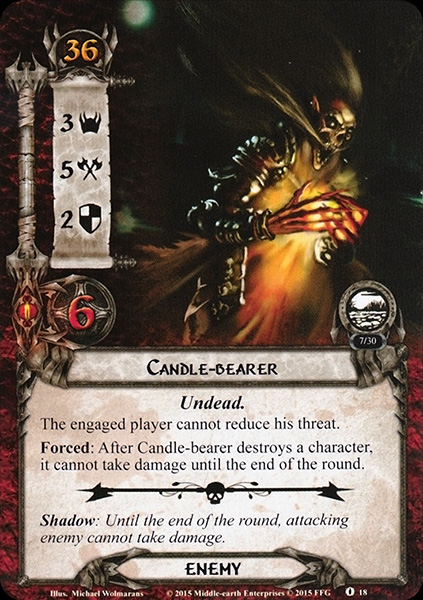 36
3
5
2
6
7/30
CANDLE-BEARER
Undead.
The engaged player cannot reduce his threat.
Forced: After Candle-bearer destroys a character,
it cannot take damage until the end of the round.
Shadow: Until the end of the round, attacking
enemy cannot take damage.
ENEMY
Illus. Michael Wolmarans © 2015 Middle-earth Enterprises © 2015 FFG 18